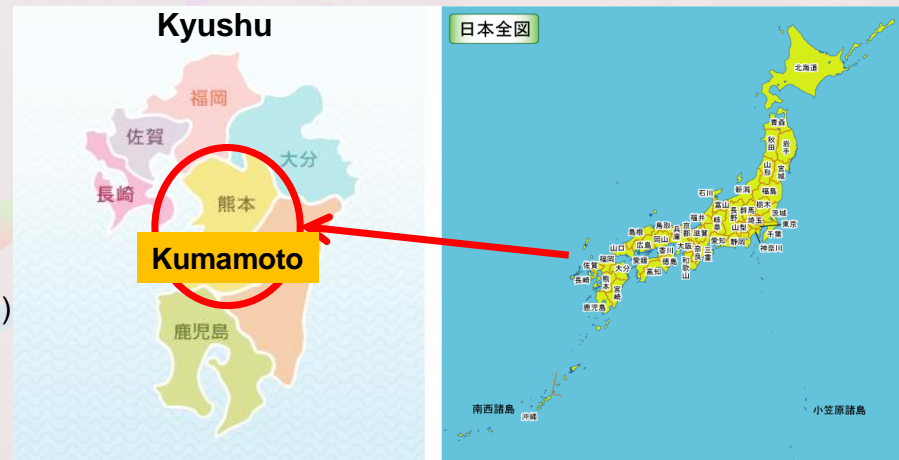 Kyushu
福岡
佐賀
大分
長崎
熊本
Kumamoto
鹿児島
)
日本全図
北海道
青森
秋田
岩手
山形
宮城
新潟
福島
石川
富山
長野
群馬
栃木
茨城
福井
岐阜
山梨
埼玉
東京
千葉
神奈川
静岡
愛知
滋賀
京都
三重
奈良
大阪
和歌山
兵庫
鳥取
岡山
島根
広島
山口
香川
徳島
愛媛
高知
福岡
佐賀
長崎
大分
熊本
宮崎
鹿児島
南西諸島
沖縄
小笠原諸島